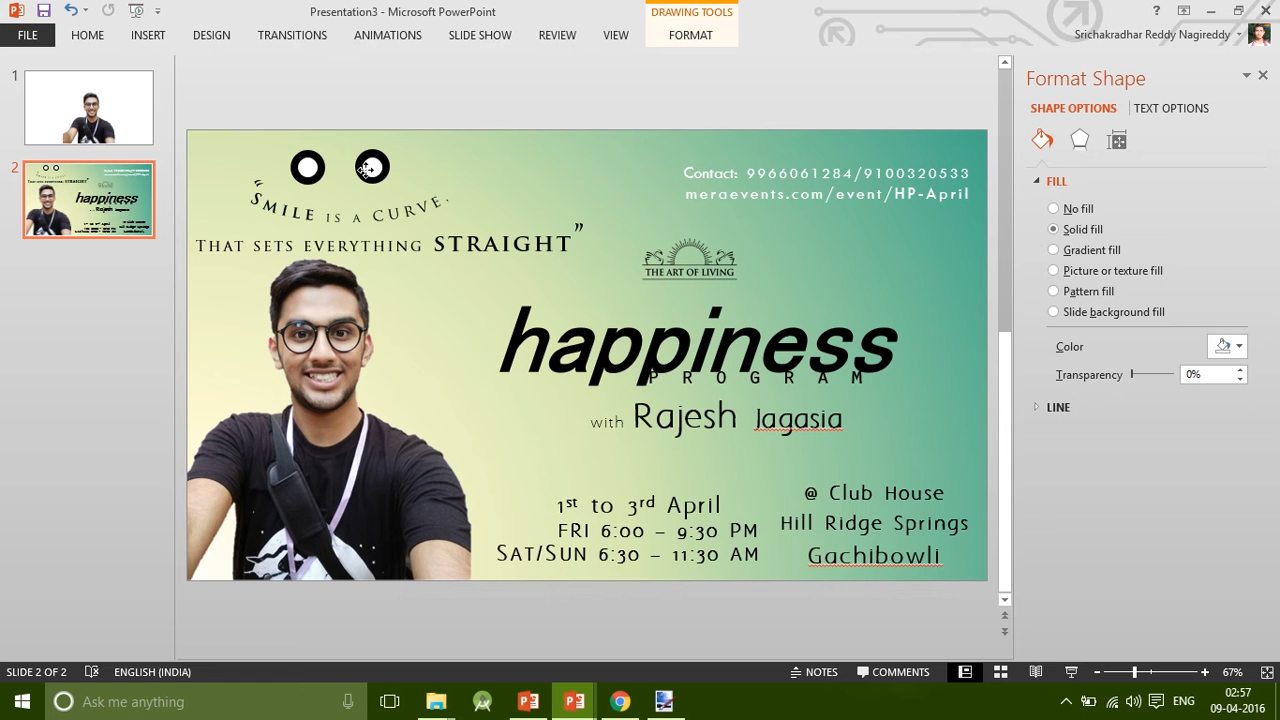 Presentation3 - Microsoft PowerPoint
DRAWING TOOLS
FILE HOME INSERT DESIGN TRANSITIONS ANIMATIONS SLIDE SHOW REVIEW VIEW FORMAT
Srichakradhar Reddy Nagireddy
1
2
“SMILE IS A CURVE.
THAT SETS EVERYTHING STRAIGHT”
Contact: 9966061284/9100320533
meraevents.com/event/HP-April
THE ART OF LIVING
happiness
PROGRAM
with Rajesh Jagasia
1st to 3rd April
FRI 6:00 – 9:30 PM
SAT/SUN 6:30 – 11:30 AM
@ Club House
Hill Ridge Springs
Gachibowli
Format Shape
SHAPE OPTIONS TEXT OPTIONS
FILL
No fill
Solid fill
Gradient fill
Picture or texture fill
Pattern fill
Slide background fill
Color
Transparency 0%
LINE
SLIDE 2 OF 2 ENGLISH (INDIA) NOTES COMMENTS 67%
Ask me anything
ENG
02:57
09-04-2016